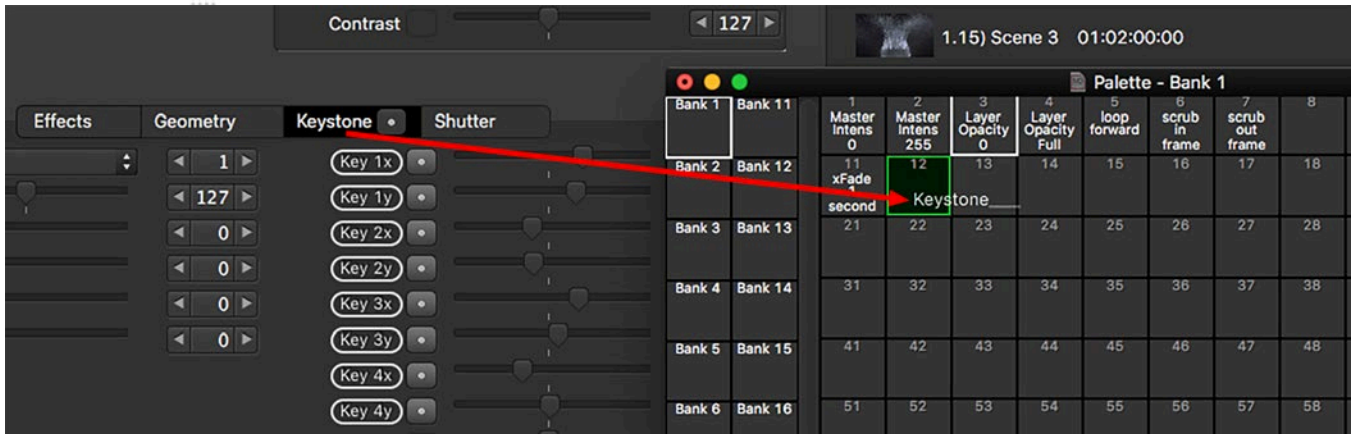 Contrast
127
1.15) Scene 3 01:02:00:00
Palette - Bank 1
Effects Geometry Keystone Shutter
1
127
0
0
0
0
Key 1x
Key 1y
Key 2x
Key 2y
Key 3x
Key 3y
Key 4x
Key 4y
Bank 1 Bank 11
Bank 2 Bank 12
Bank 3 Bank 13
Bank 4 Bank 14
Bank 5 Bank 15
Bank 6 Bank 16
1 2 3 4 5 6 7 8
Master Master Layer Layer loop scrub scrub
Intens Intens Opacity Opacity forward in out
0 255 0 Full frame frame
11 12 13 14 15 16 17 18
xFade
1
second
Keystone___
21 22 23 24 25 26 27 28
31 32 33 34 35 36 37 38
41 42 43 44 45 46 47 48
51 52 53 54 55 56 57 58